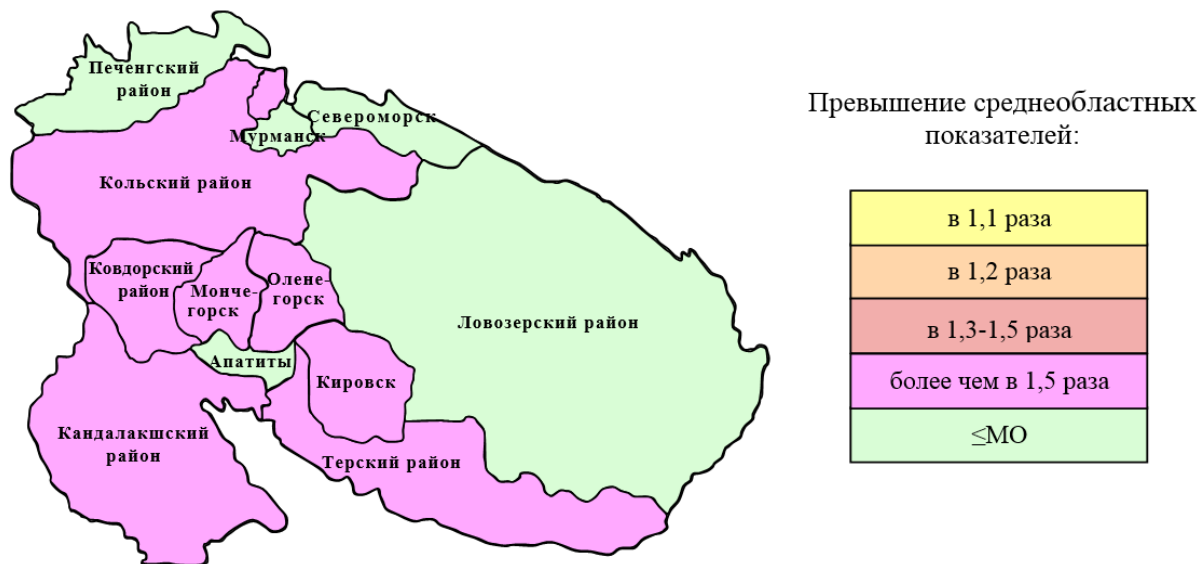 Печенгский
район
Североморск
Мурманск
Кольский район
Ковдорский
район
Монче-
горск
Олене-
горск
Ловозерский район
Апатиты
Кировск
Кандалакшский
район
Терский район
Превышение среднеобластных
показателей:
в 1,1 раза
в 1,2 раза
в 1,3-1,5 раза
более чем в 1,5 раза
≤МО